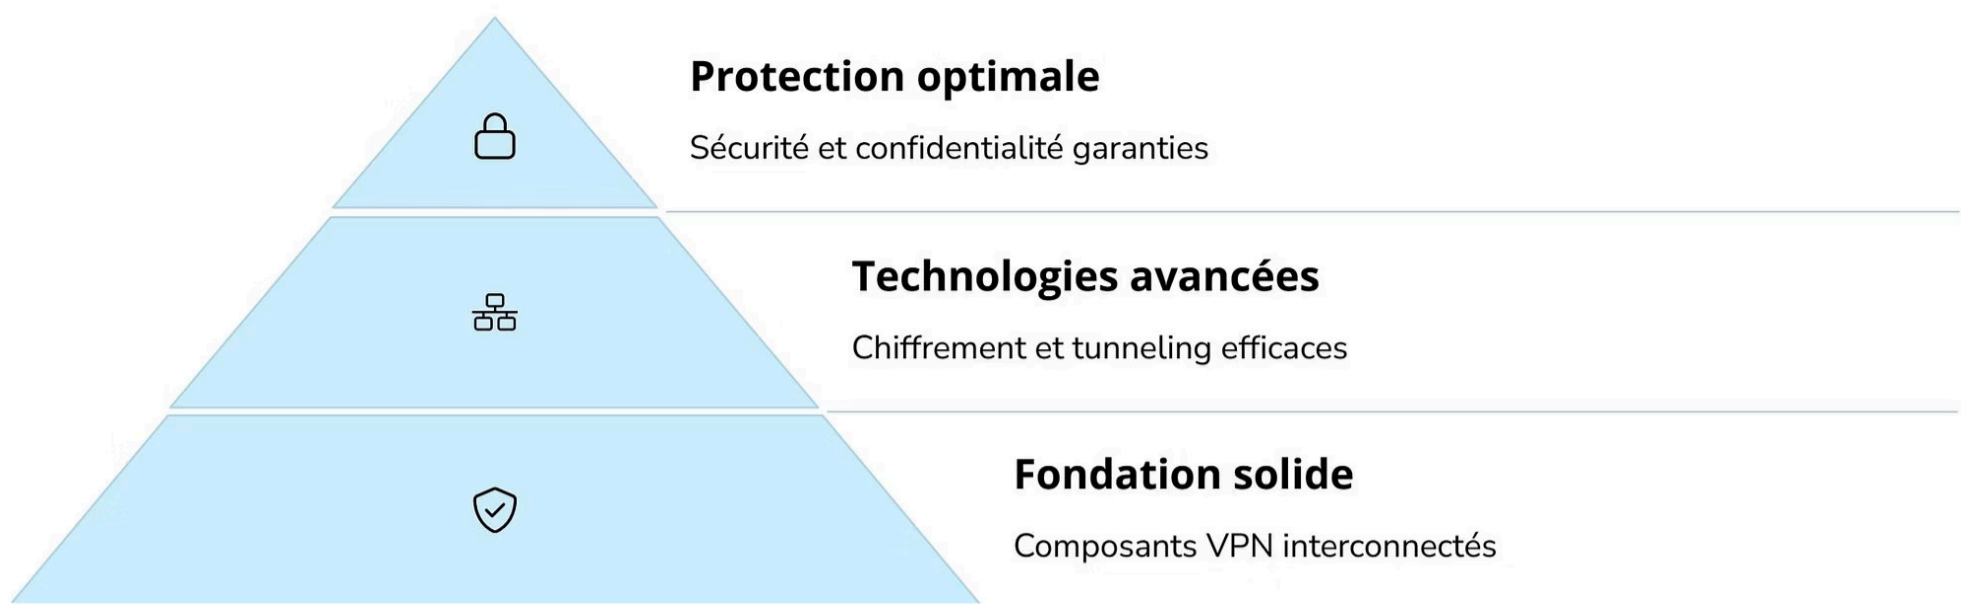 Protection optimale
Sécurité et confidentialité garanties
Technologies avancées
Chiffrement et tunneling efficaces
Fondation solide
Composants VPN interconnectés